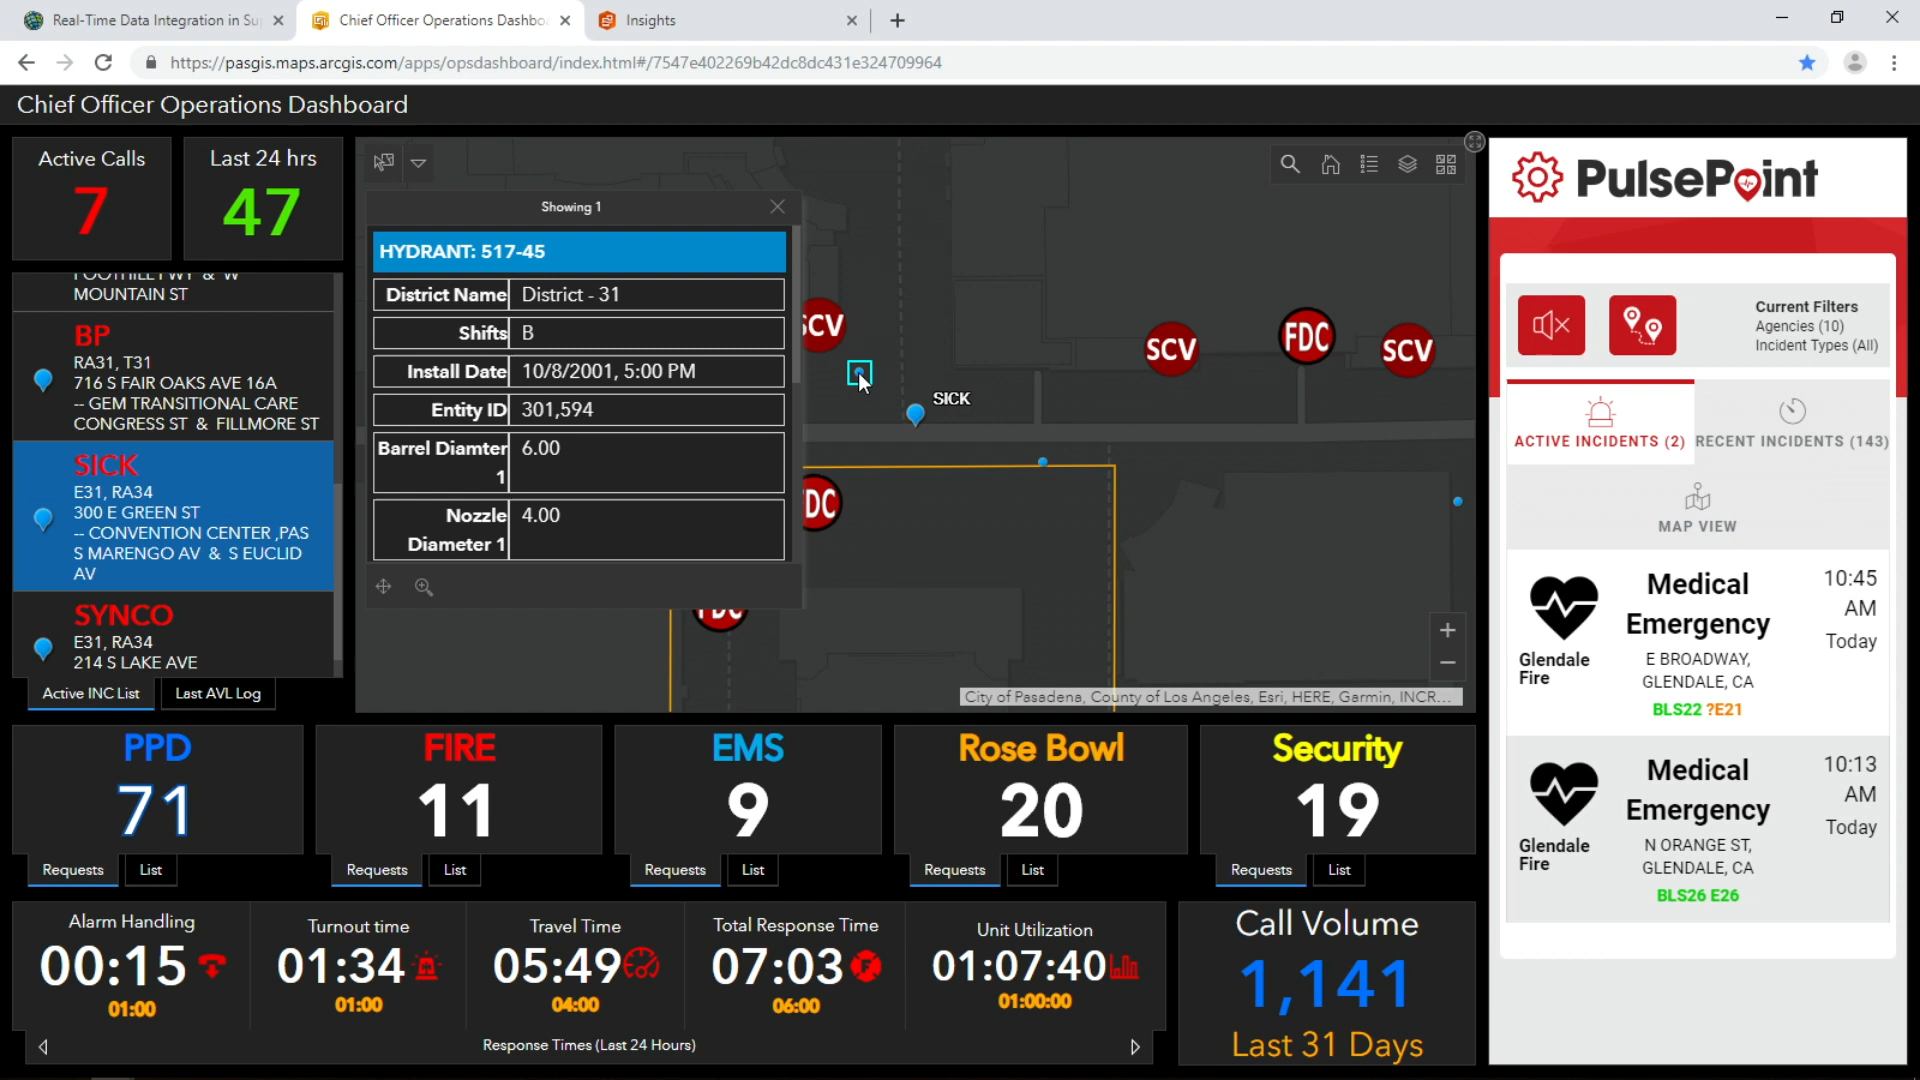 Real-Time Data Integration in Su
Chief Officer Operations Dashbo
Insights
https://pasgis.maps.arcgis.com/apps/opsdashboard/index.html#/7547e402269b42dc8dc431e324709964
Chief Officer Operations Dashboard
Active Calls
7
Last 24 hrs
47
MOUNTAIN ST
BP
RA31, T31
716 S FAIR OAKS AVE 16A
-- GEM TRANSITIONAL CARE
CONGRESS ST & FILLMORE ST
SICK
E31, RA34
300 E GREEN ST
-- CONVENTION CENTER ,PAS
S MARENGO AV & S EUCLID
AV
SYNCO
E31, RA34
214 S LAKE AVE
Active INC List
Last AVL Log
Showing 1
HYDRANT: 517-45
District Name District - 31
Shifts B
Install Date 10/8/2001, 5:00 PM
Entity ID 301,594
Barrel Diamter 6.00
1
Nozzle 4.00
Diameter 1
SCV
SICK
SCV
FDC
SCV
DC
FDC
City of Pasadena, County of Los Angeles, Esri, HERE, Garmin, INCR...
PulsePoint
Current Filters
Agencies (10)
Incident Types (All)
ACTIVE INCIDENTS (2)
RECENT INCIDENTS (143)
MAP VIEW
Medical
Emergency
10:45
AM
Today
Glendale
Fire
E BROADWAY,
GLENDALE, CA
BLS22 ?E21
Medical
Emergency
10:13
AM
Today
Glendale
Fire
N ORANGE ST,
GLENDALE, CA
BLS26 E26
PPD
71
Requests
List
FIRE
11
Requests
List
EMS
9
Requests
List
Rose Bowl
20
Requests
List
Security
19
Requests
List
Alarm Handling
00:15
01:00
Turnout time
01:34
01:00
Travel Time
05:49
04:00
Total Response Time
07:03
06:00
Unit Utilization
01:07:40
01:00:00
Response Times (Last 24 Hours)
Call Volume
1,141
Last 31 Days